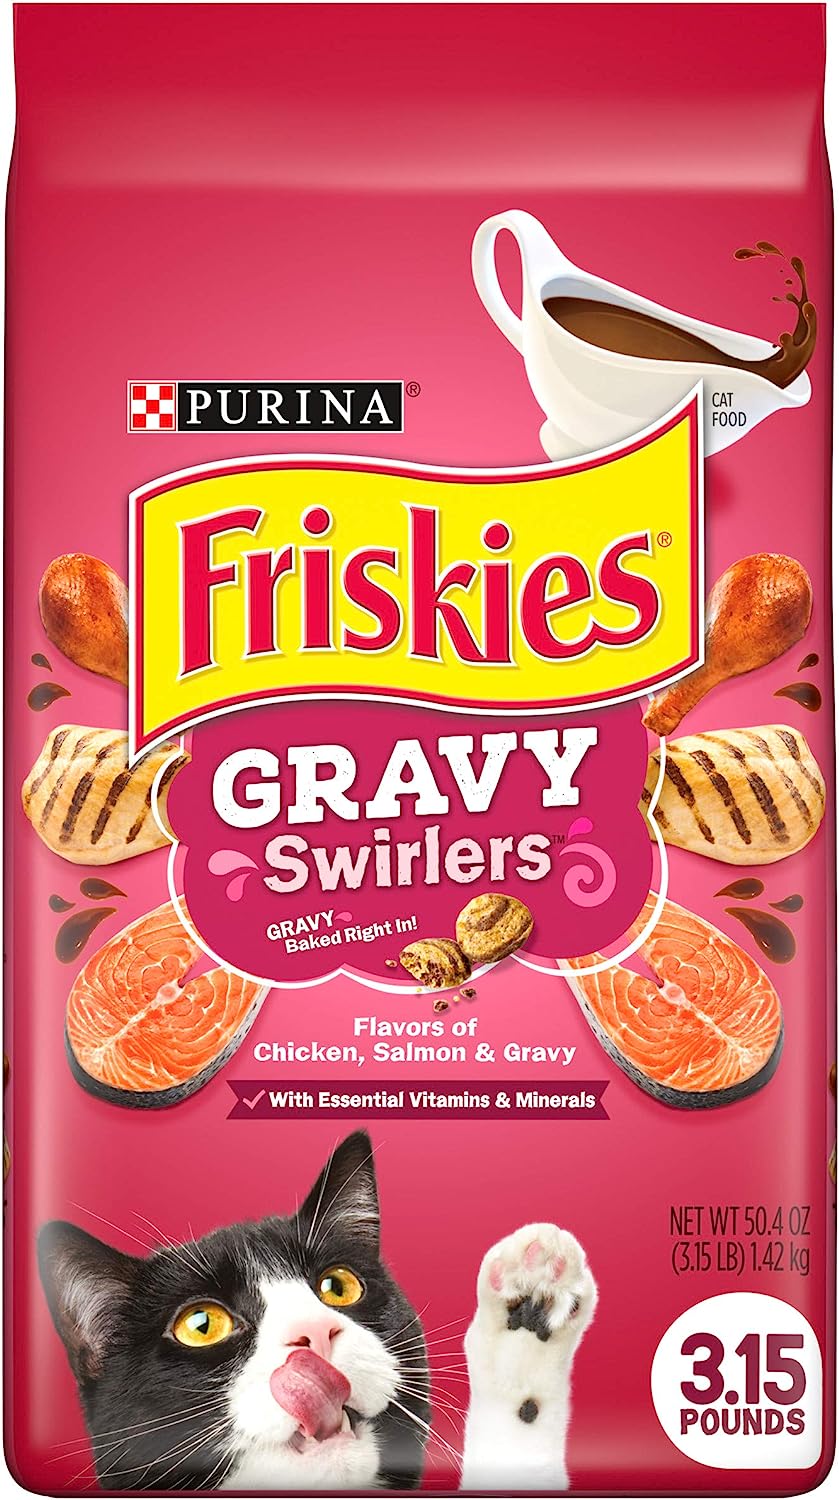 PURINA®
CAT
FOOD
Friskies®
GRAVY
Swirlers™
GRAVY
Baked Right In!
Flavors of
Chicken, Salmon & Gravy
With Essential Vitamins & Minerals
NET WT 50.4 OZ
(3.15 LB) 1.42 kg
3.15
POUNDS